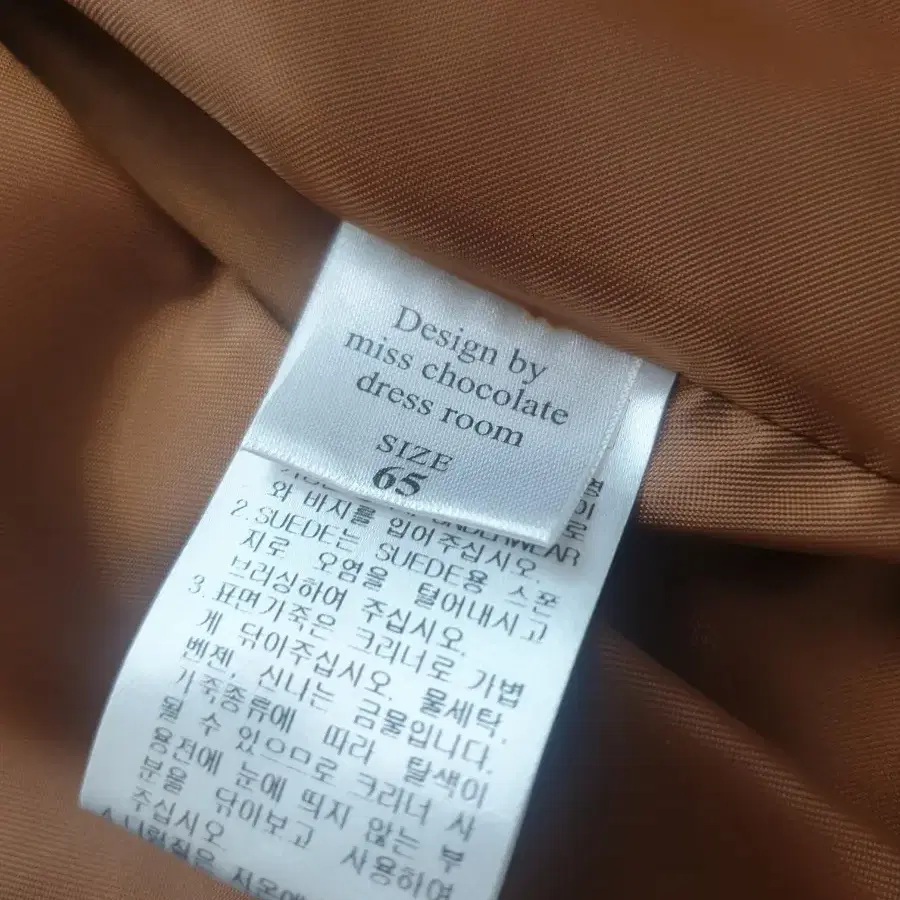 Design by
miss chocolate
dress room
SIZE
65
와 바지를 입어주십시오.
2.SUEDE는 SUEDE용 스폰
지로 오염을 털어내시고
브러싱하여 주십시오.
3.표면가죽은 크리너로 가볍
게 닦아주십시오. 물세탁,
벤젠, 신나는 금물입니다.
가죽종류에 따라 탈색이
될 수 있으므로 크리너 사
용전에 눈에 띄지 않는 부
부을 닦아보고 사용하여
주십시오